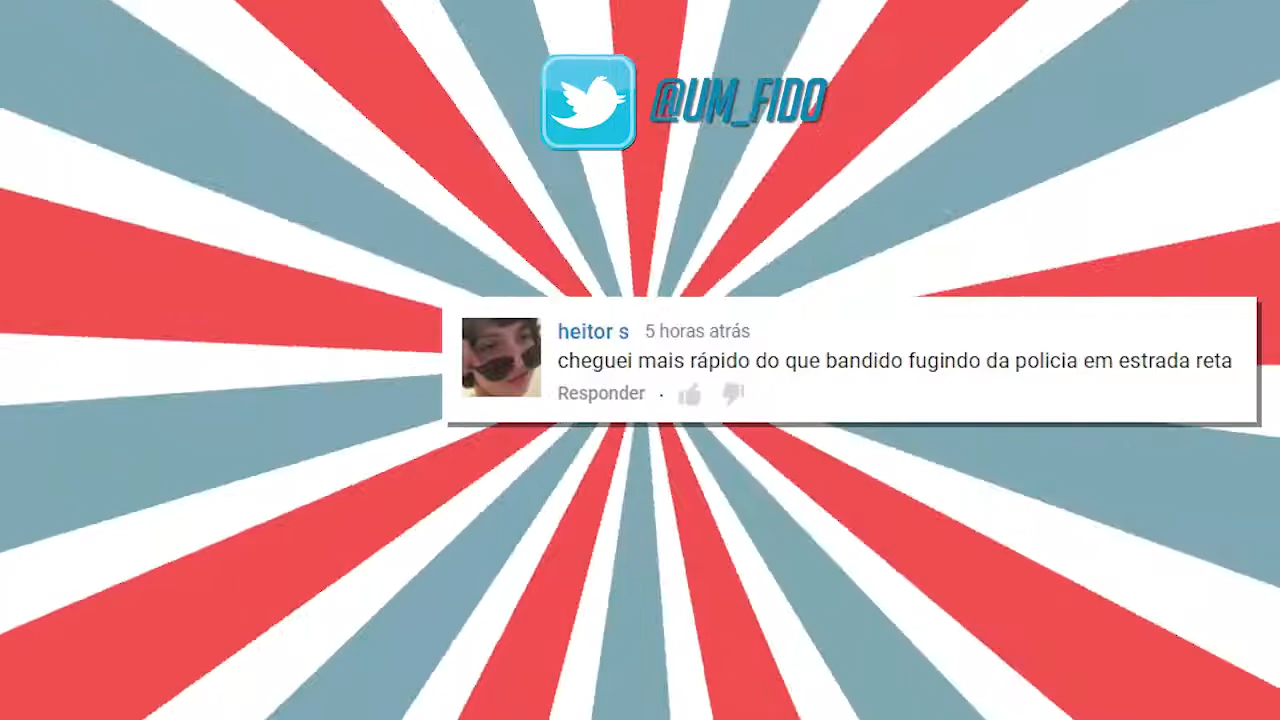 @UM_FIDO
heitor s 5 horas atrás
cheguei mais rápido do que bandido fugindo da policia em estrada reta
Responder ·